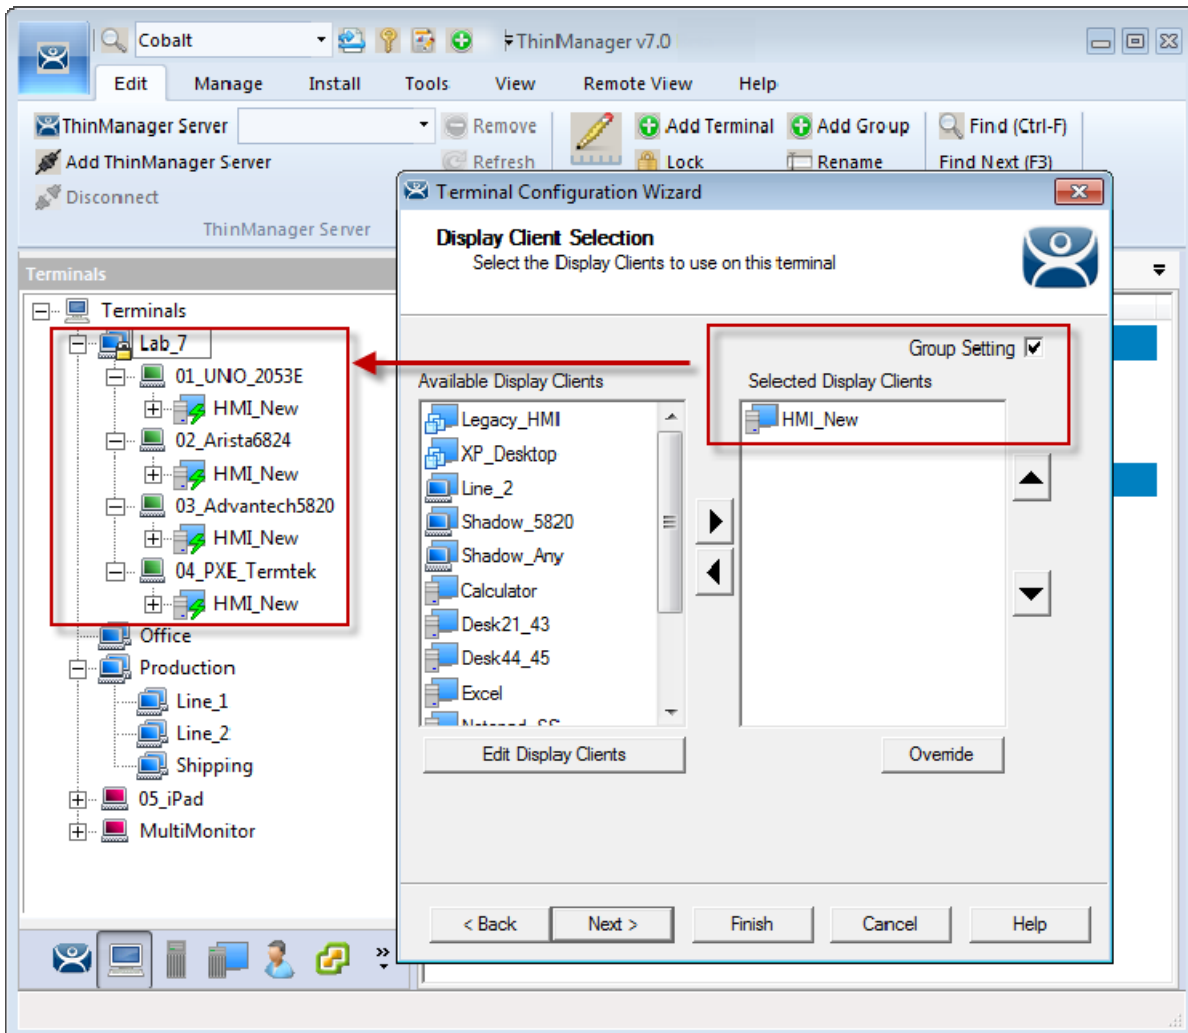 Cobalt
ThinManager v7.0
Edit Manage Install Tools View Remote View Help
ThinManager Server Remove Add Terminal Add Group Find (Ctrl-F)
Add ThinManager Server Refresh Lock Rename Find Next (F3)
Disconnect
ThinManager Server
Terminals
Terminals
Lab_7
01_UNO_2053E
HMI_New
02_Arista6824
HMI_New
03_Advantech5820
HMI_New
04_PXE_Termtek
HMI_New
Office
Production
Line_1
Line_2
Shipping
05_iPad
MultiMonitor
»
Terminal Configuration Wizard
Display Client Selection
Select the Display Clients to use on this terminal
Group Setting
Available Display Clients
Legacy_HMI
XP_Desktop
Line_2
Shadow_5820
Shadow_Any
Calculator
Desk21_43
Desk44_45
Excel
Selected Display Clients
HMI_New
Edit Display Clients
Override
< Back Next > Finish Cancel Help